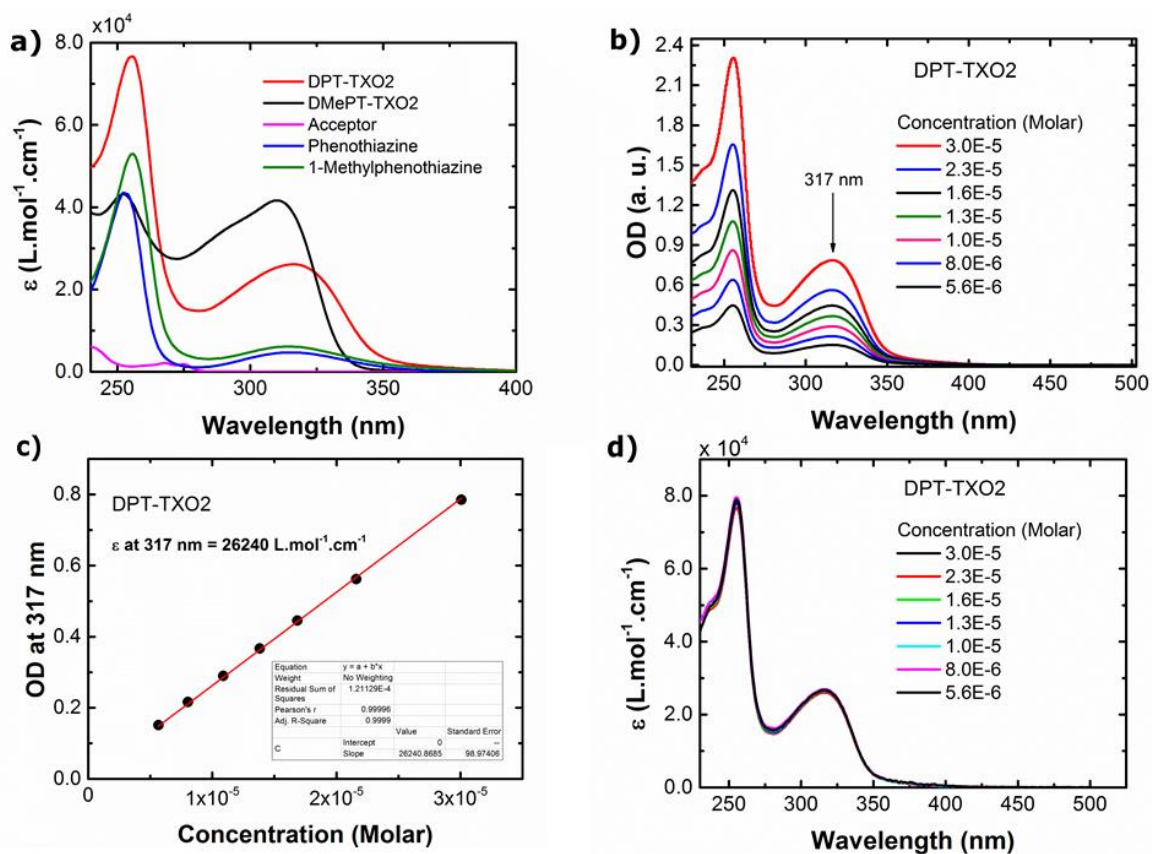 a)
x10⁴
8.0
6.0
4.0
2.0
0.0
ε (L.mol⁻¹.cm⁻¹)
DPT-TXO2
DMePT-TXO2
Acceptor
Phenothiazine
1-Methylphenothiazine
250
300
350
400
Wavelength (nm)
b)
2.4
2.1
1.8
1.5
1.2
0.9
0.6
0.3
0.0
OD (a. u.)
DPT-TXO2
Concentration (Molar)
3.0E-5
2.3E-5
1.6E-5
1.3E-5
1.0E-5
8.0E-6
5.6E-6
317 nm
250
300
350
400
450
500
Wavelength (nm)
c)
0.8
0.6
0.4
0.2
0.0
OD at 317 nm
DPT-TXO2
ε at 317 nm = 26240 L.mol⁻¹.cm⁻¹
Equation y = a + b*x
Weight No Weighting
Residual Sum of
Squares 1.21129E-4
Pearson's r 0.99996
Adj. R-Square 0.9999
Value Standard Error
C
Intercept 0 --
Slope 26240.8685 98.97406
0
1x10⁻⁵
2x10⁻⁵
3x10⁻⁵
Concentration (Molar)
d)
x 10⁴
8.0
6.0
4.0
2.0
0.0
ε (L.mol⁻¹.cm⁻¹)
DPT-TXO2
Concentration (Molar)
3.0E-5
2.3E-5
1.6E-5
1.3E-5
1.0E-5
8.0E-6
5.6E-6
250
300
350
400
450
500
Wavelength (nm)